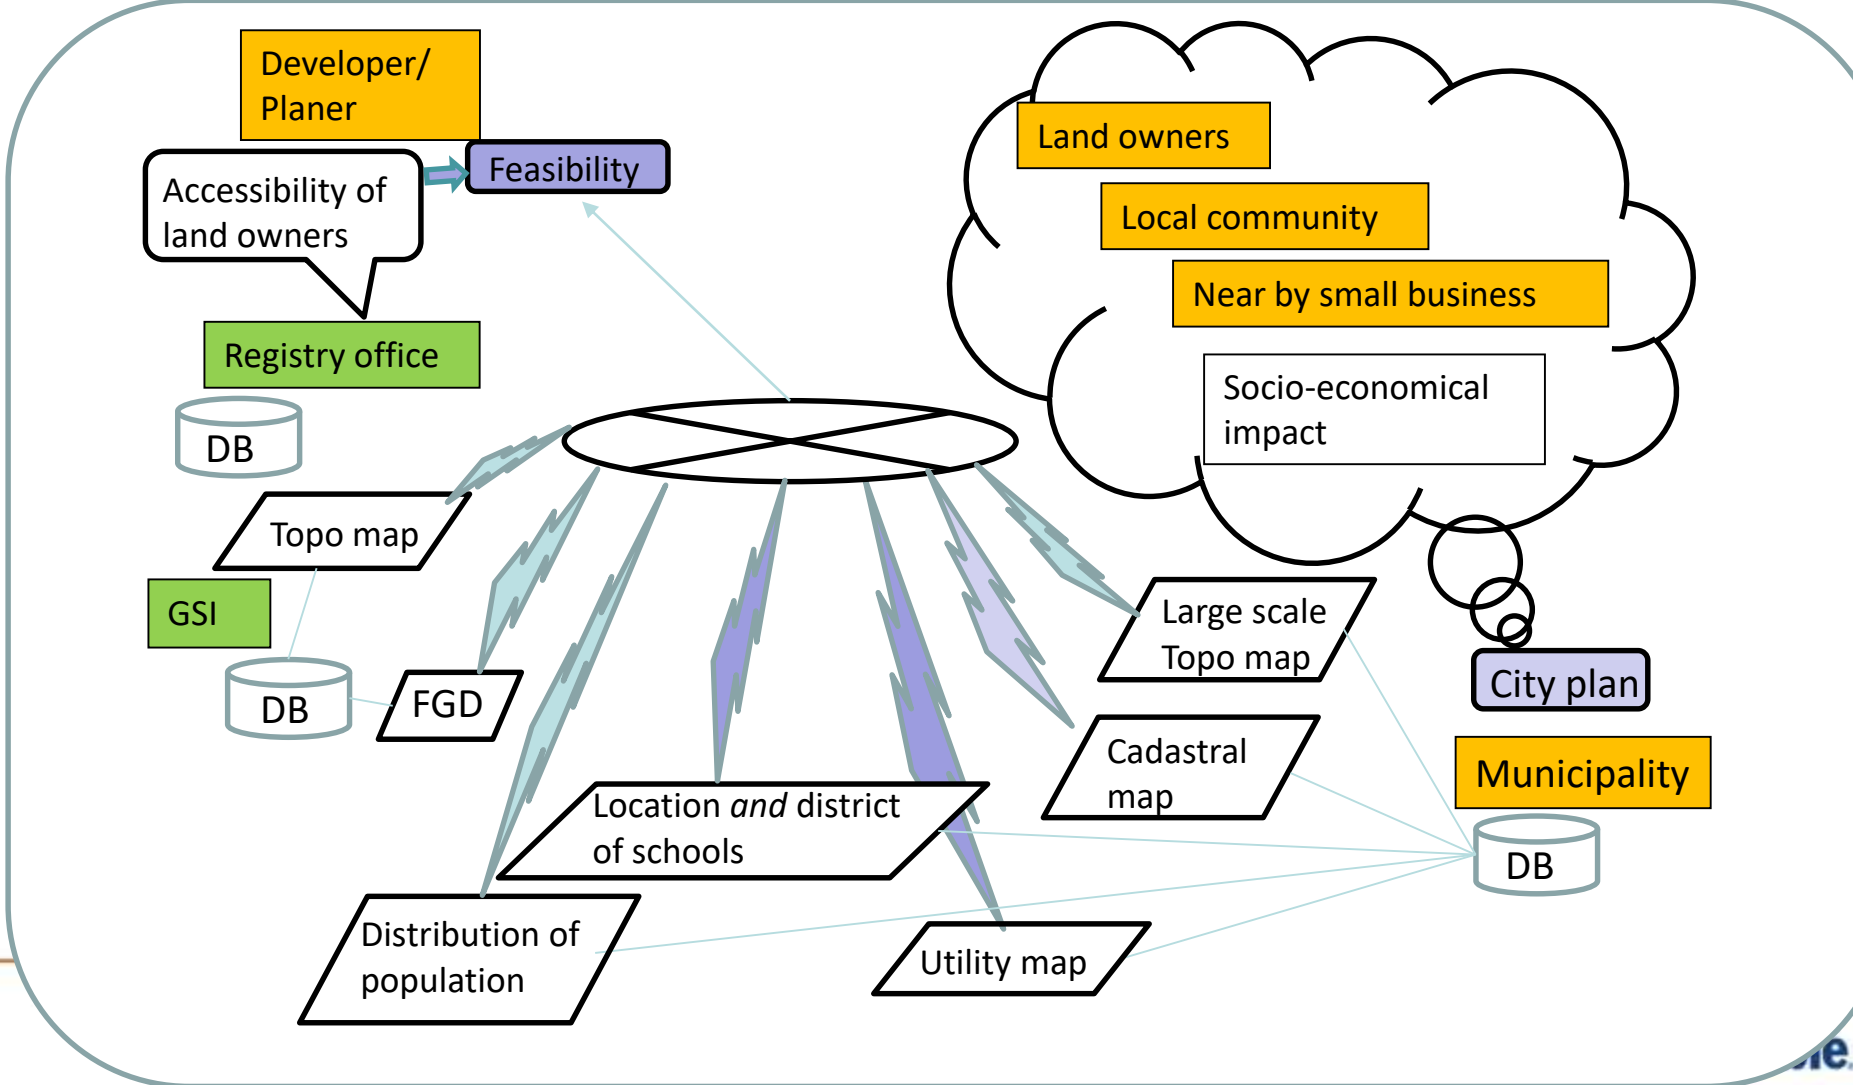 Developer/
Planer
Feasibility
Accessibility of
land owners
Registry office
DB
Topo map
GSI
DB
FGD
Land owners
Local community
Near by small business
Socio-economical
impact
Large scale
Topo map
City plan
Cadastral
map
Municipality
DB
Location and district
of schools
Distribution of
population
Utility map